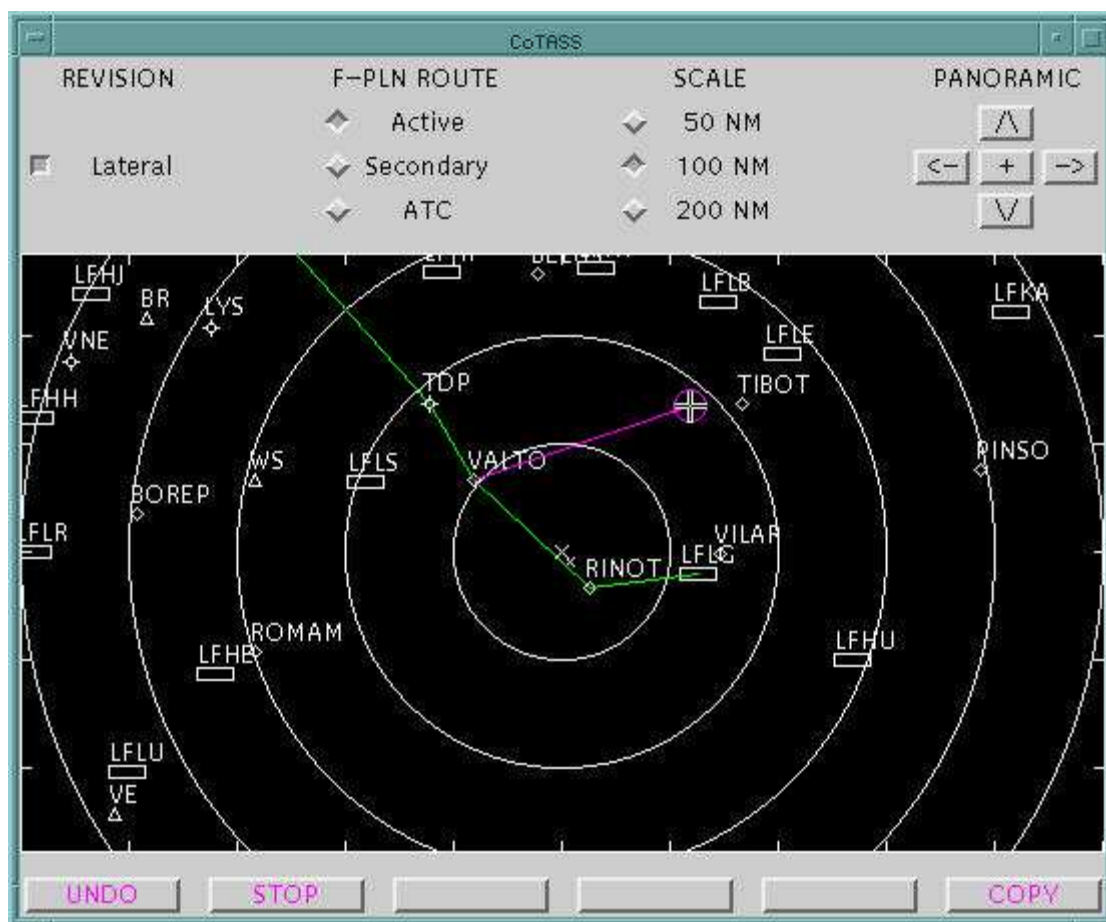 CoTASS
REVISION F-PLN ROUTE SCALE PANORAMIC
Active 50 NM /\
Lateral Secondary 100 NM <- + ->
ATC 200 NM \/
LFHJ
LFLB
BR LYS
LFKA
VNE
LFLE
TDP TIBOT
LFHH
WS LFLS VALTO PINSO
BOREP
LFLR VILAR
RINOT LFLG
ROMAM
LFHE LFHU
LFLU
VE
UNDO STOP COPY